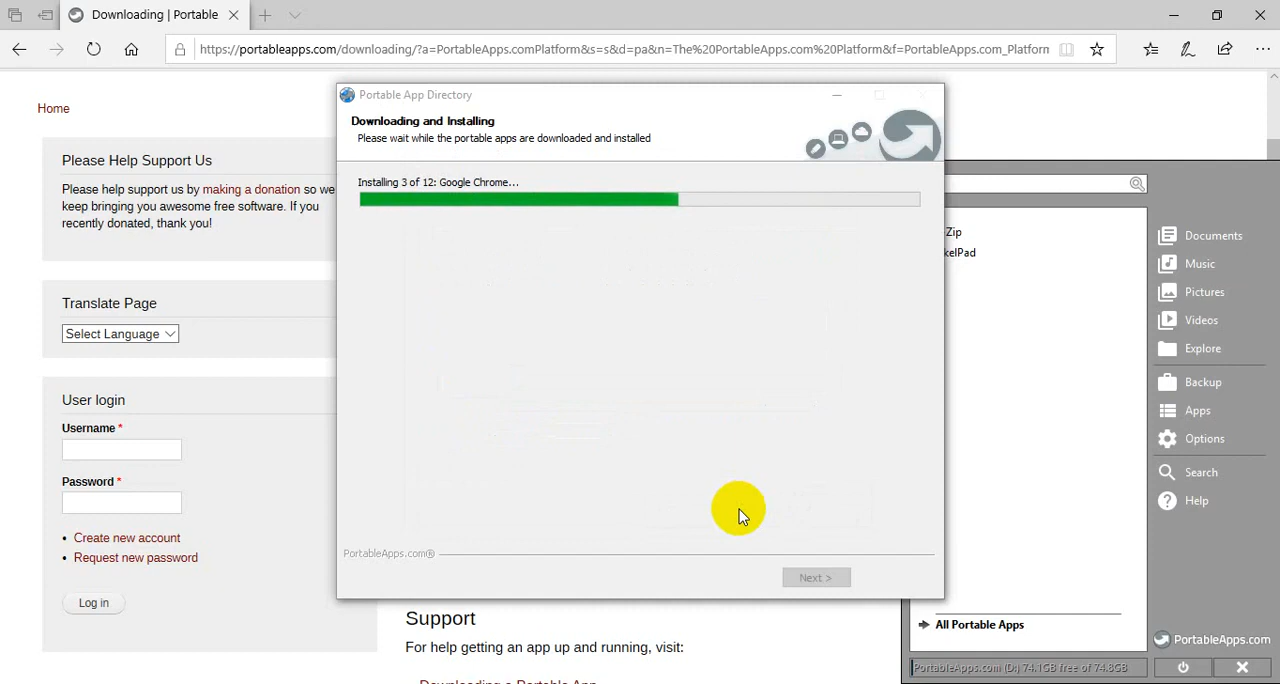 Downloading | Portable
https://portableapps.com/downloading/?a=PortableApps.comPlatform&s=s&d=pa&n=The%20PortableApps.com%20Platform&f=PortableApps.com_Platform
Home
Please Help Support Us
Please help support us by making a donation so we
keep bringing you awesome free software. If you
recently donated, thank you!
Translate Page
Select Language
User login
Username *
Password *
Create new account
Request new password
Log in
Portable App Directory
Downloading and Installing
Please wait while the portable apps are downloaded and installed
Installing 3 of 12: Google Chrome...
PortableApps.com®
Next >
Support
For help getting an app up and running, visit:
Downloading a Portable App
Zip
kelPad
All Portable Apps
PortableApps.com (D:) 74.1GB free of 74.8GB
Documents
Music
Pictures
Videos
Explore
Backup
Apps
Options
Search
Help
PortableApps.com